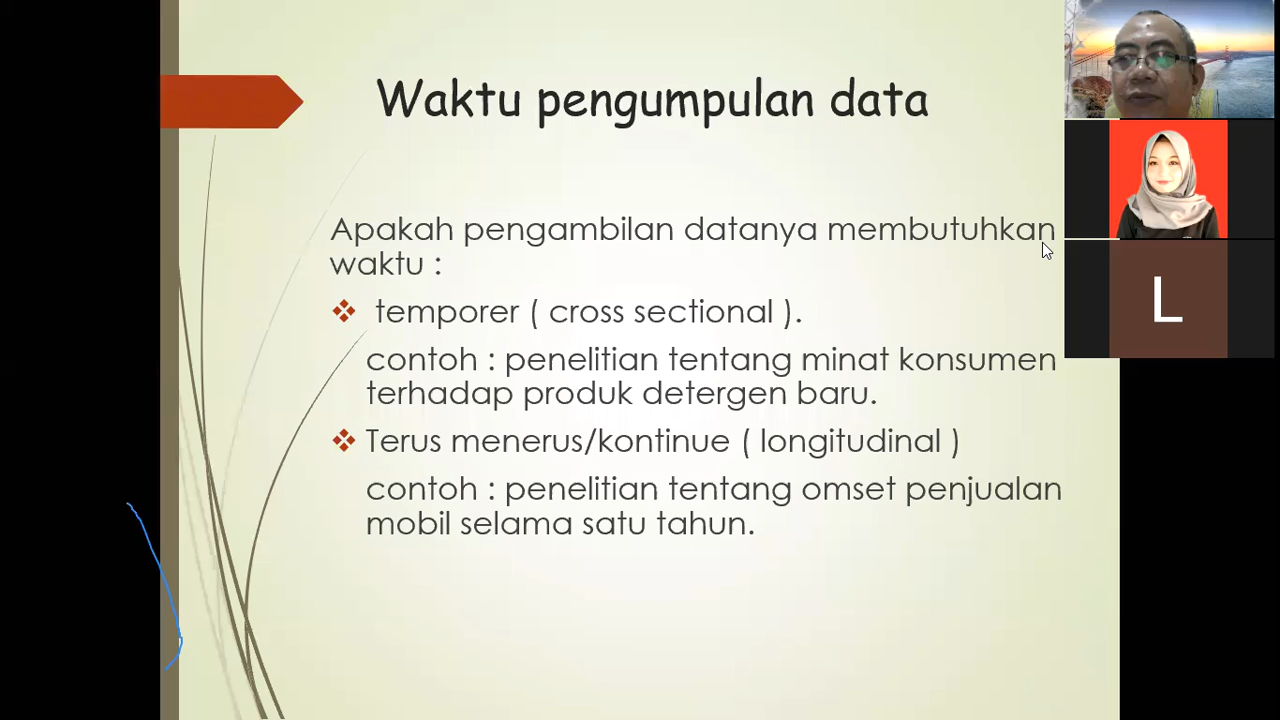 Waktu pengumpulan data
Apakah pengambilan datanya membutuhkan
waktu :
temporer ( cross sectional ).
contoh : penelitian tentang minat konsumen
terhadap produk detergen baru.
Terus menerus/kontinue ( longitudinal )
contoh : penelitian tentang omset penjualan
mobil selama satu tahun.
L